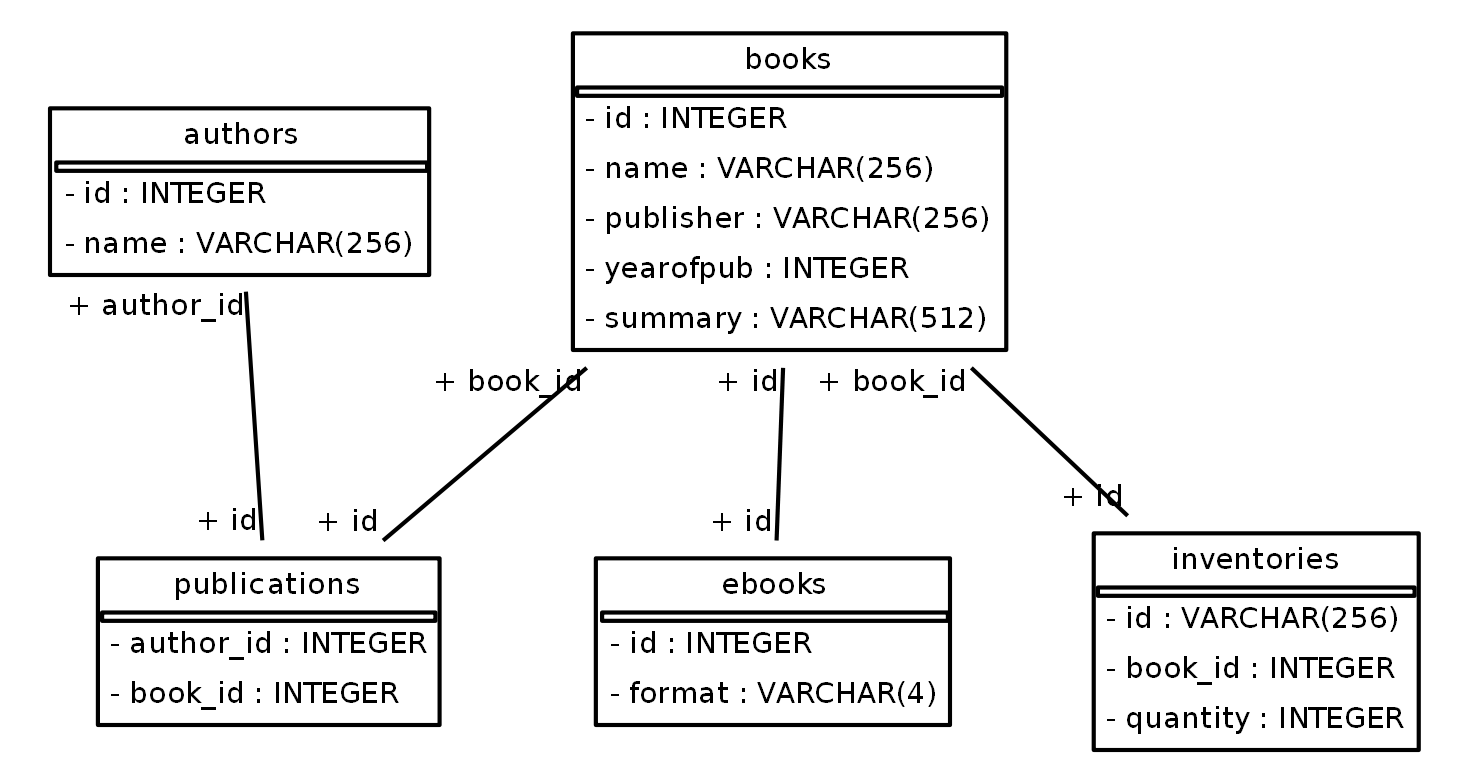 books
- id : INTEGER
- name : VARCHAR(256)
- publisher : VARCHAR(256)
- yearofpub : INTEGER
- summary : VARCHAR(512)
authors
- id : INTEGER
- name : VARCHAR(256)
+ author_id
+ book_id
+ id
+ book_id
+ id
+ id
+ id
+ id
publications
- author_id : INTEGER
- book_id : INTEGER
ebooks
- id : INTEGER
- format : VARCHAR(4)
inventories
- id : VARCHAR(256)
- book_id : INTEGER
- quantity : INTEGER